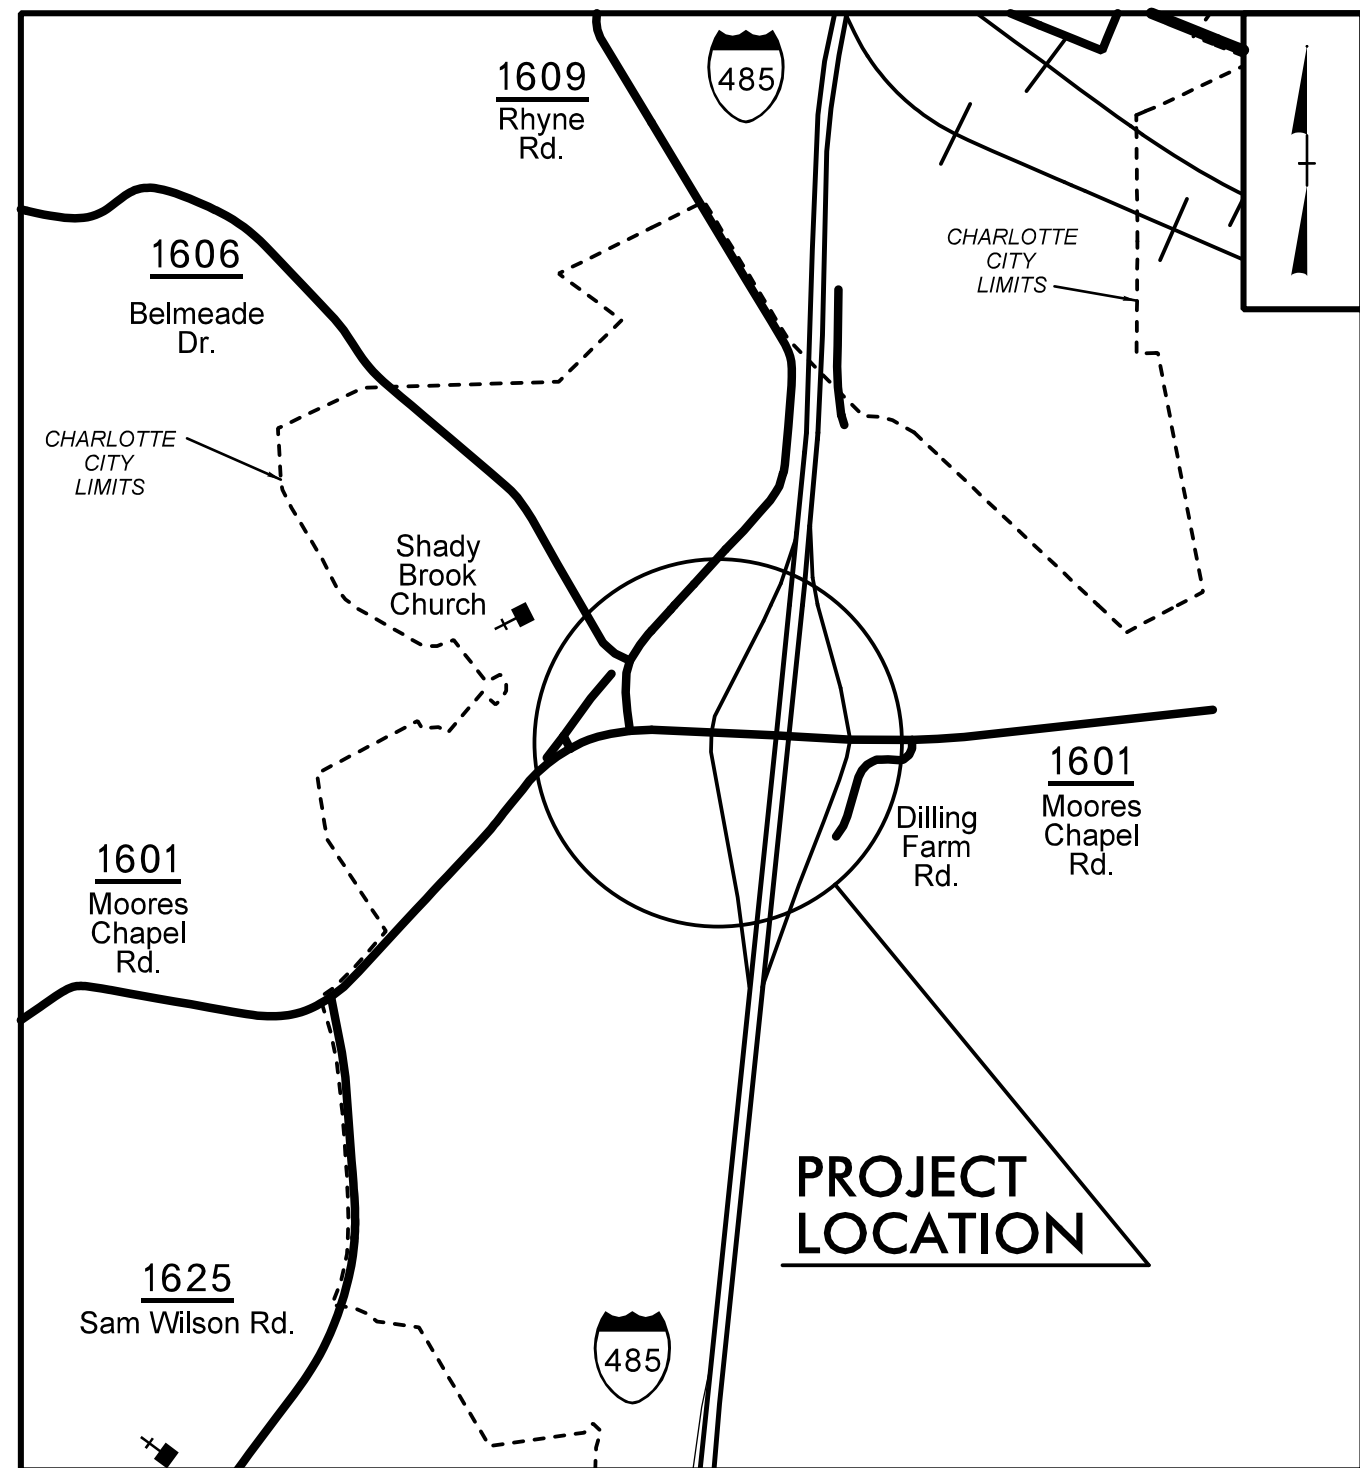 485
1609
Rhyne
Rd.
1606
Belmeade
Dr.
CHARLOTTE
CITY
LIMITS
CHARLOTTE
CITY
LIMITS
Shady
Brook
Church
1601
Moores
Chapel
Rd.
Dilling
Farm
Rd.
1601
Moores
Chapel
Rd.
PROJECT
LOCATION
1625
Sam Wilson Rd.
485